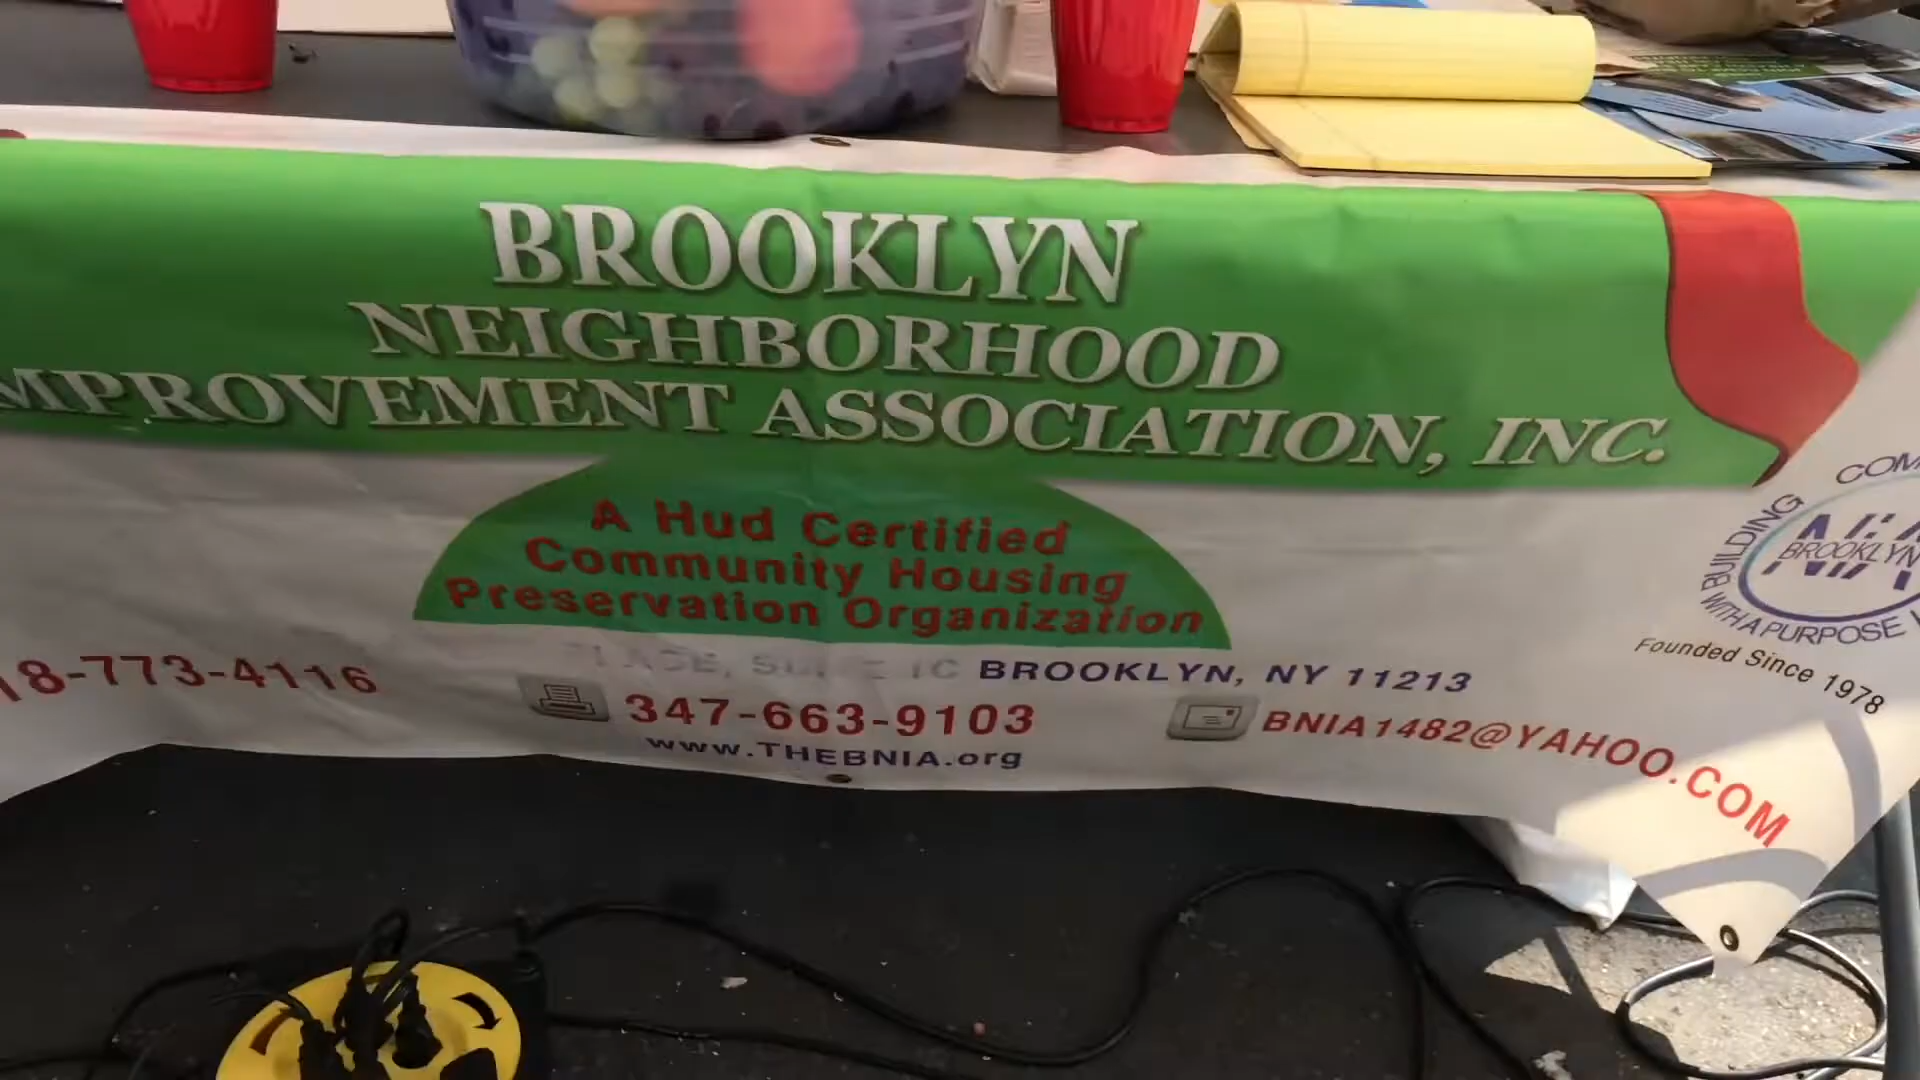 BROOKLYN
NEIGHBORHOOD
MPROVEMENT ASSOCIATION, INC.
A Hud Certified
Community Housing
Preservation Organization
BROOKLYN, NY 11213
18-773-4116
347-663-9103
BNIA1482@YAHOO.COM
www.THEBNIA.org
BUILDING
BROOKLYN
WITH A PURPOSE
Founded Since 1978